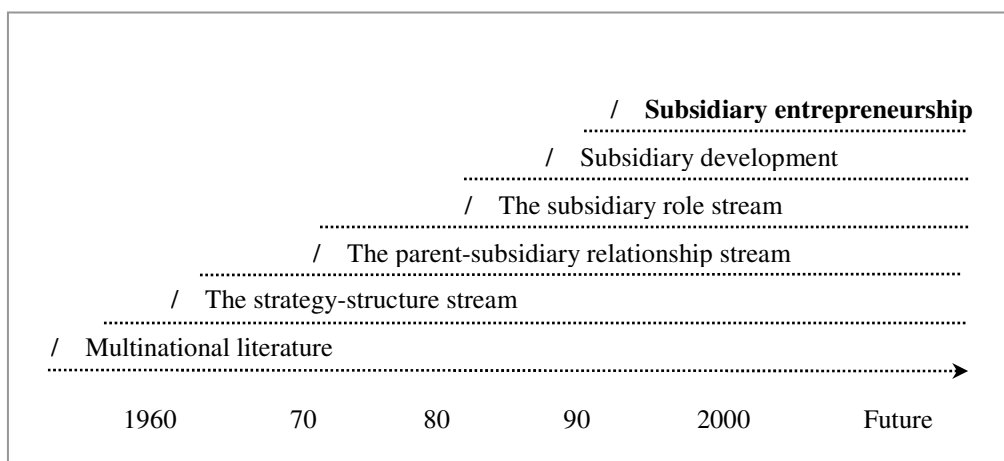 / Subsidiary entrepreneurship
/ Subsidiary development
/ The subsidiary role stream
/ The parent-subsidiary relationship stream
/ The strategy-structure stream
/ Multinational literature
1960 70 80 90 2000 Future